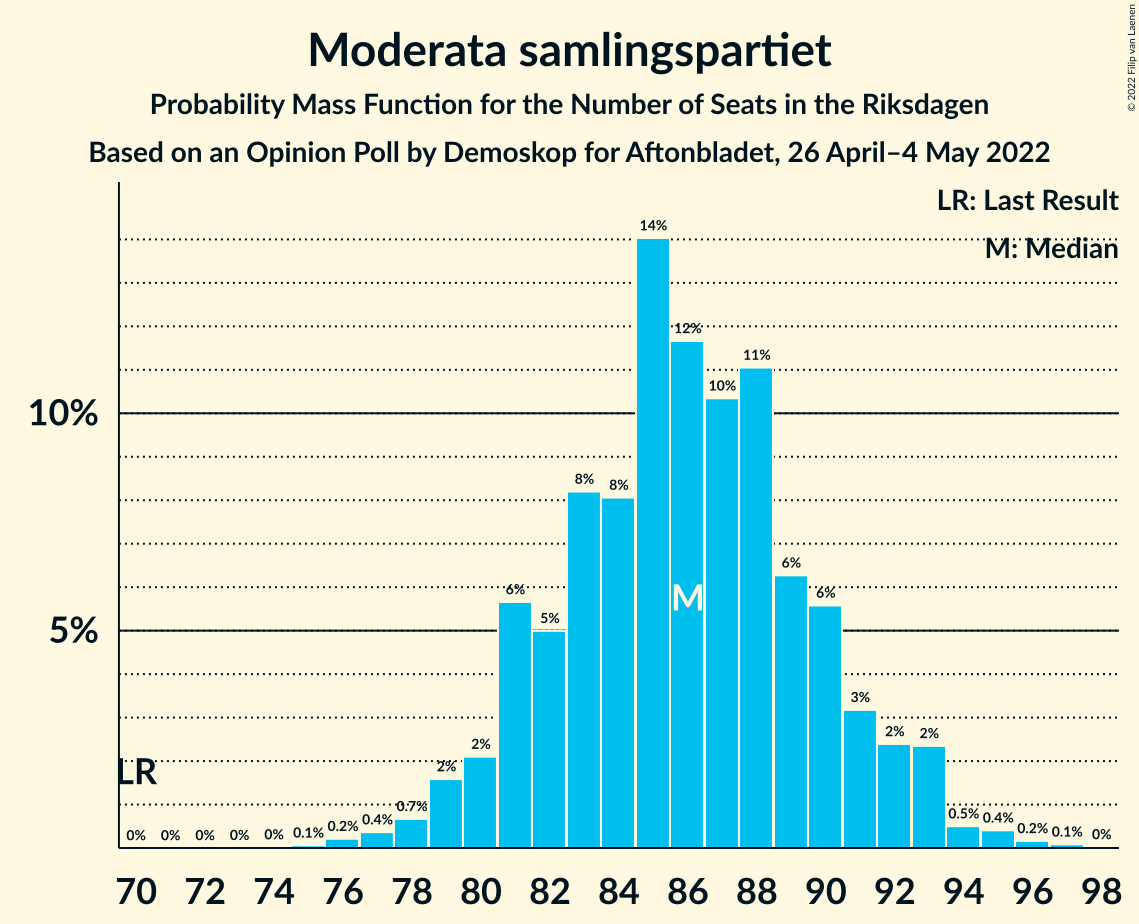 Moderata samlingspartiet
Probability Mass Function for the Number of Seats in the Riksdagen
Based on an Opinion Poll by Demoskop for Aftonbladet, 26 April–4 May 2022
© 2022 Filip van Laenen
LR: Last Result
M: Median
10%
5%
LR
M
0% 0% 0% 0% 0% 0.1% 0.2% 0.4% 0.7% 2% 2% 6% 5% 8% 8% 14% 12% 10% 11% 6% 6% 3% 2% 2% 0.5% 0.4% 0.2% 0.1% 0%
70 72 74 76 78 80 82 84 86 88 90 92 94 96 98